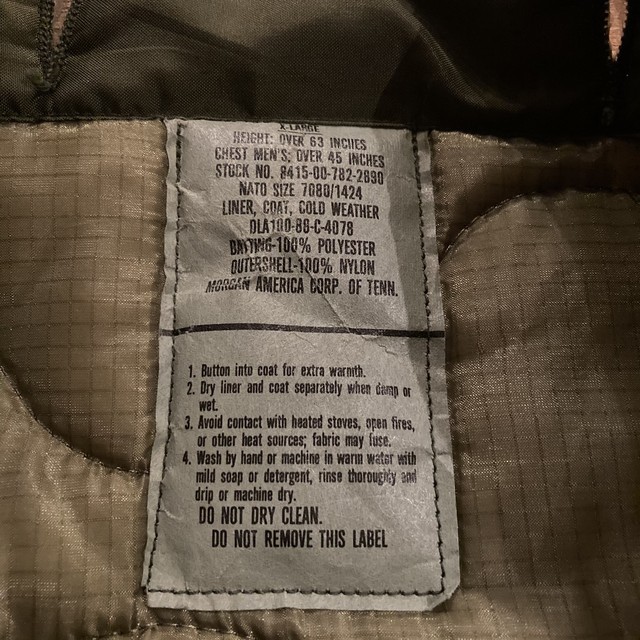 X-LARGE
HEIGHT: OVER 63 INCHES
CHEST MEN'S: OVER 45 INCHES
STOCK NO. 8415-00-782-2890
NATO SIZE 7080/1424
LINER, COAT, COLD WEATHER
DLA100-89-C-4078
BATTING-100% POLYESTER
OUTERSHELL-100% NYLON
MORGAN AMERICA CORP. OF TENN.
1. Button into coat for extra warmth.
2. Dry liner and coat separately when damp or
wet.
3. Avoid contact with heated stoves, open fires,
or other heat sources; fabric may fuse.
4. Wash by hand or machine in warm water with
mild soap or detergent, rinse thoroughly and
drip or machine dry.
DO NOT DRY CLEAN.
DO NOT REMOVE THIS LABEL